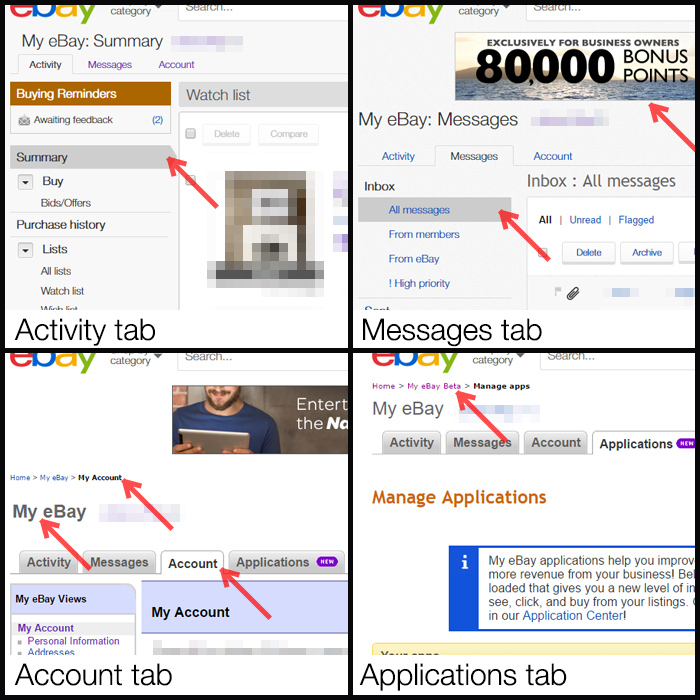 ebay
category
Search...
My eBay: Summary
Activity
Messages
Account
Buying Reminders
Awaiting feedback (2)
Summary
Buy
Bids/Offers
Purchase history
Lists
All lists
Watch list
Watch list
Delete
Compare
Activity tab
ebay
category
Search...
EXCLUSIVELY FOR BUSINESS OWNERS
80,000 BONUS
POINTS
My eBay: Messages
Activity
Messages
Account
Inbox
All messages
From members
From eBay
! High priority
Inbox : All messages
All | Unread | Flagged
Delete
Archive
Messages tab
ebay
category
Search...
Entert
the Na
Home > My eBay > My Account
My eBay
Activity
Messages
Account
Applications NEW
My eBay Views
My Account
Personal Information
Addresses
My Account
Account tab
ebay
category
Search...
Home > My eBay Beta > Manage apps
My eBay
Activity
Messages
Account
Applications NEW
Manage Applications
i
My eBay applications help you improv
more revenue from your business! Bel
loaded that gives you a new level of in
see, click, and buy from your listings. C
in our Application Center!
Your apps
Applications tab